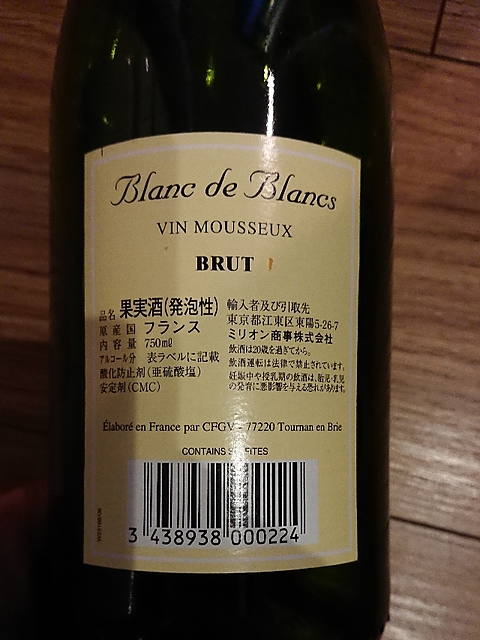 Blanc de Blancs
VIN MOUSSEUX
BRUT
品名 果実酒(発泡性)
原産国 フランス
内容量 750mℓ
アルコール分 表ラベルに記載
酸化防止剤(亜硫酸塩)
安定剤(CMC)
輸入者及び引取先
東京都江東区東陽5-26-7
ミリオン商事株式会社
飲酒は20歳を過ぎてから。
飲酒運転は法律で禁止されています。
妊娠中や授乳期の飲酒は、胎児・乳児
の発育に悪影響を与える恐れがあります。
Élaboré en France par CFGV - 77220 Tournan en Brie
CONTAINS SULFITES
3 438938 000224